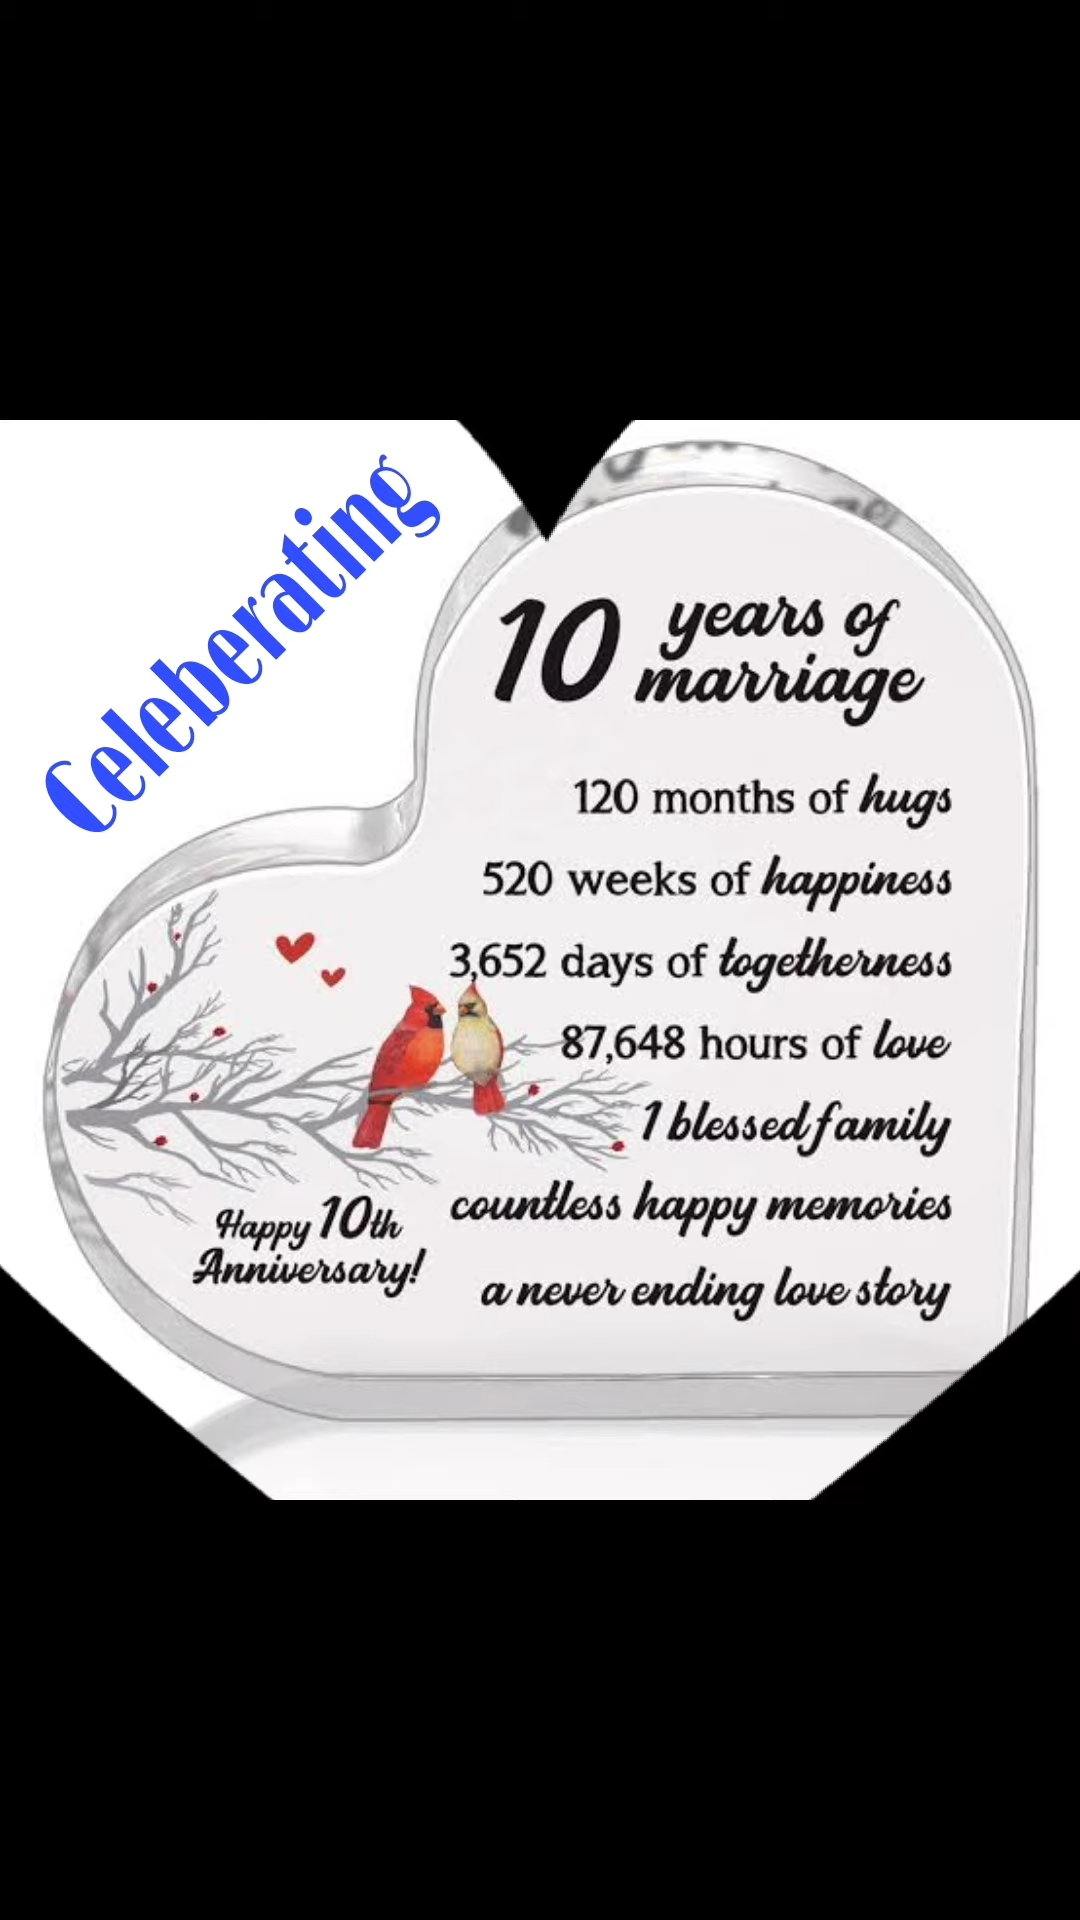 Celeberating
10 years of
marriage
120 months of hugs
520 weeks of happiness
3,652 days of togetherness
87,648 hours of love
1 blessed family
countless happy memories
a never ending love story
Happy 10th
Anniversary!